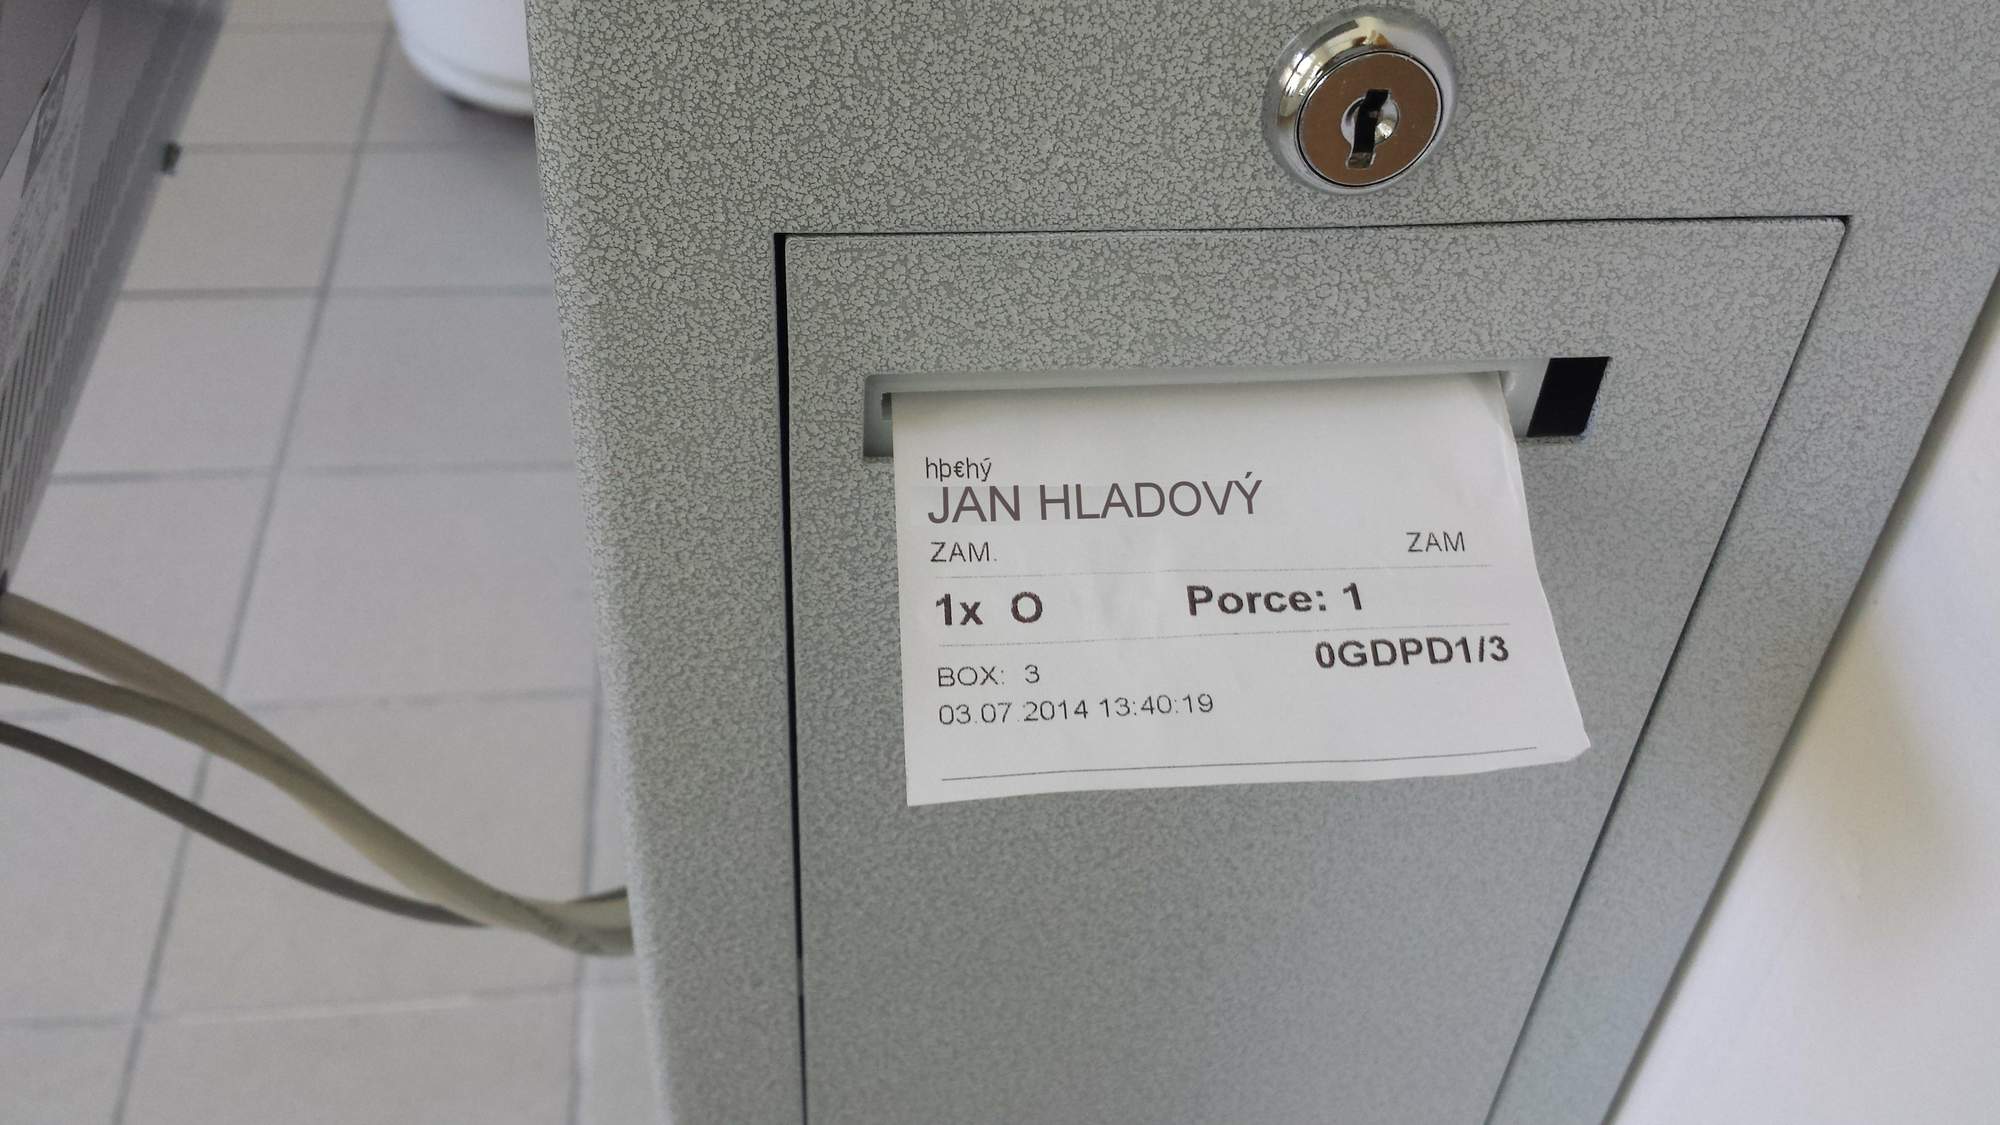 hþ€hý
JAN HLADOVÝ
ZAM. ZAM
1x O Porce: 1
0GDPD1/3
BOX: 3
03.07.2014 13:40:19